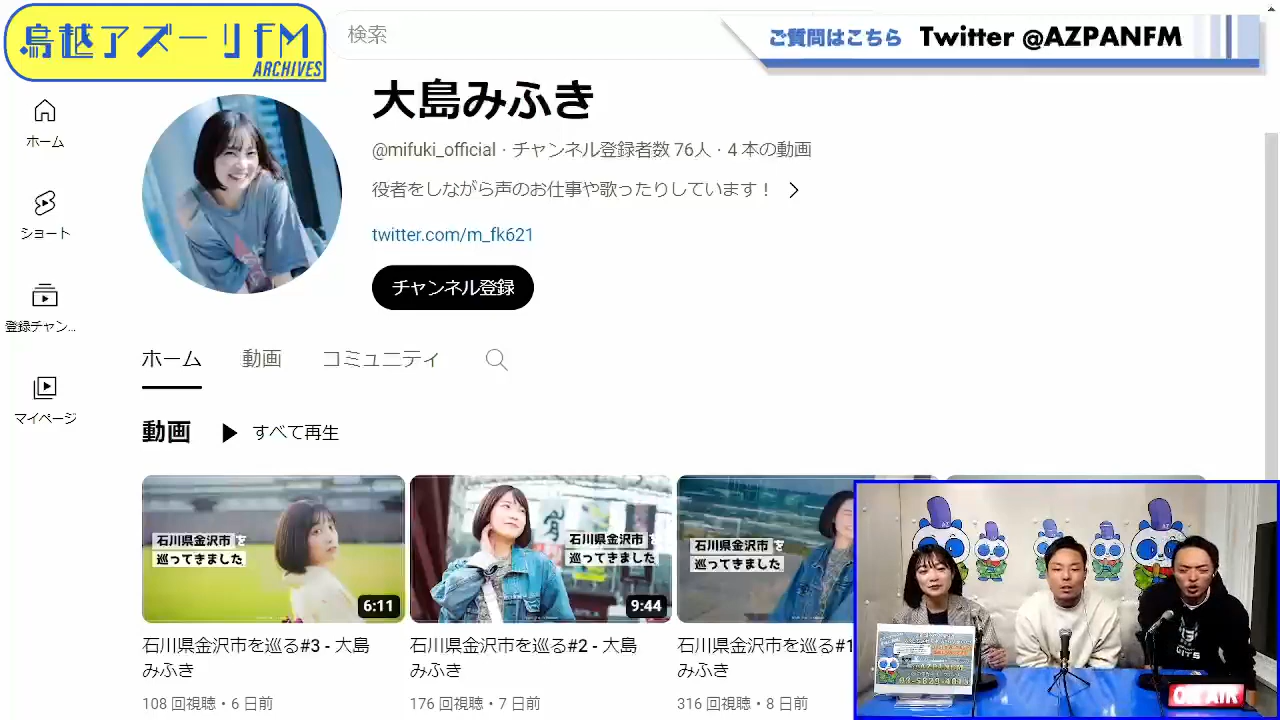 鳥越アズーリFM
ARCHIVES
検索
ご質問はこちら Twitter @AZPANFM
ホーム
ショート
登録チャン...
マイページ
大島みふき
@mifuki_official · チャンネル登録者数 76人 · 4 本の動画
役者をしながら声のお仕事や歌ったりしています！
twitter.com/m_fk621
チャンネル登録
ホーム 動画 コミュニティ
動画 すべて再生
石川県金沢市を
巡ってきました
6:11
石川県金沢市を
巡ってきました
9:44
石川県金沢市を
巡ってきました
石川県金沢市を巡る#3 - 大島
みふき
108 回視聴・6 日前
石川県金沢市を巡る#2 - 大島
みふき
176 回視聴・7 日前
石川県金沢市を巡る#1
みふき
316 回視聴・8 日前
ON AIR